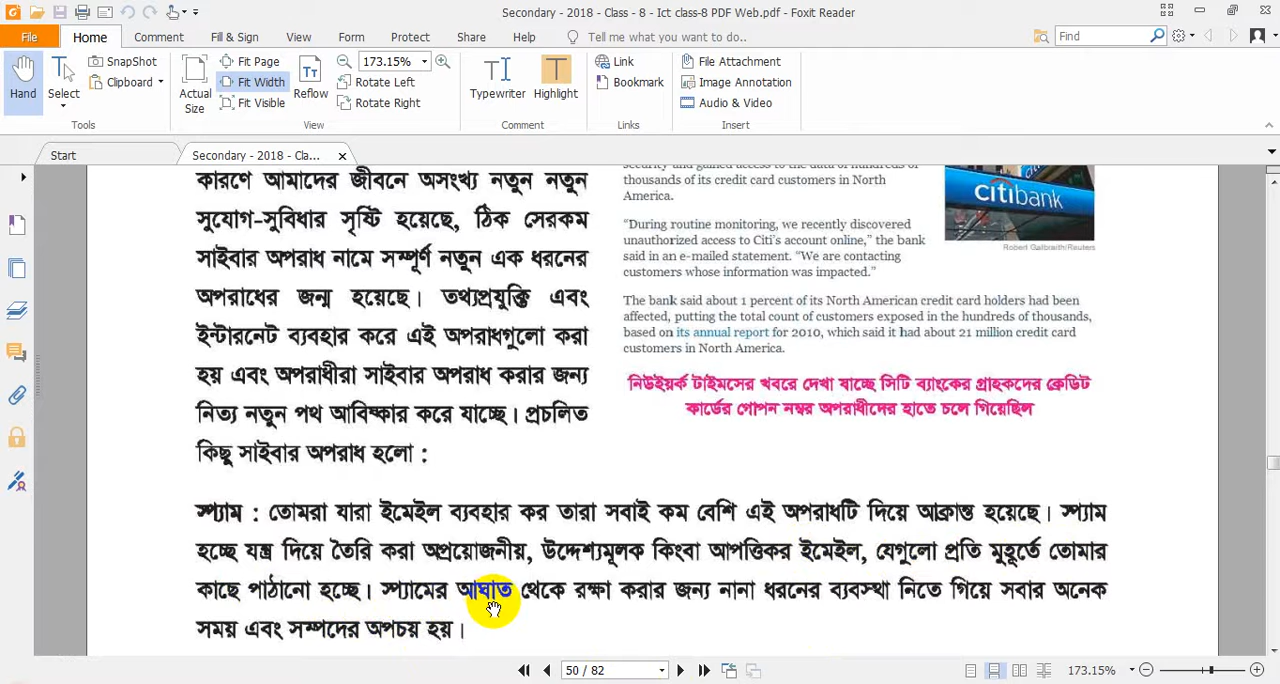 Secondary - 2018 - Class - 8 - Ict class-8 PDF Web.pdf - Foxit Reader
File Home Comment Fill & Sign View Form Protect Share Help Tell me what you want to do.. Find
Hand
Select
SnapShot
Clipboard
Tools
Actual Size
Fit Page
Fit Width
Fit Visible
Reflow
173.15%
Rotate Left
Rotate Right
View
Typewriter
Highlight
Comment
Link
Bookmark
Links
File Attachment
Image Annotation
Audio & Video
Insert
Start
Secondary - 2018 - Cla...
কারণে আমাদের জীবনে অসংখ্য নতুন নতুন
সুযোগ-সুবিধার সৃষ্টি হয়েছে, ঠিক সেরকম
সাইবার অপরাধ নামে সম্পূর্ণ নতুন এক ধরনের
অপরাধের জন্ম হয়েছে। তথ্যপ্রযুক্তি এবং
ইন্টারনেট ব্যবহার করে এই অপরাধগুলো করা
হয় এবং অপরাধীরা সাইবার অপরাধ করার জন্য
নিত্য নতুন পথ আবিষ্কার করে যাচ্ছে। প্রচলিত
কিছু সাইবার অপরাধ হলো :
security and gained access to the data of hundreds of
thousands of its credit card customers in North
America.
“During routine monitoring, we recently discovered
unauthorized access to Citi's account online,” the bank
said in an e-mailed statement. “We are contacting
customers whose information was impacted.”
citibank
Robert Galbraith/Reuters
The bank said about 1 percent of its North American credit card holders had been
affected, putting the total count of customers exposed in the hundreds of thousands,
based on its annual report for 2010, which said it had about 21 million credit card
customers in North America.
নিউইয়র্ক টাইমসের খবরে দেখা যাচ্ছে সিটি ব্যাংকের গ্রাহকদের ক্রেডিট
কার্ডের গোপন নম্বর অপরাধীদের হাতে চলে গিয়েছিল
স্প্যাম : তোমরা যারা ইমেইল ব্যবহার কর তারা সবাই কম বেশি এই অপরাধটি দিয়ে আক্রান্ত হয়েছে। স্প্যাম
হচ্ছে যন্ত্র দিয়ে তৈরি করা অপ্রয়োজনীয়, উদ্দেশ্যমূলক কিংবা আপত্তিকর ইমেইল, যেগুলো প্রতি মুহূর্তে তোমার
কাছে পাঠানো হচ্ছে। স্প্যামের আঘাত থেকে রক্ষা করার জন্য নানা ধরনের ব্যবস্থা নিতে গিয়ে সবার অনেক
সময় এবং সম্পদের অপচয় হয়।
50 / 82
173.15%